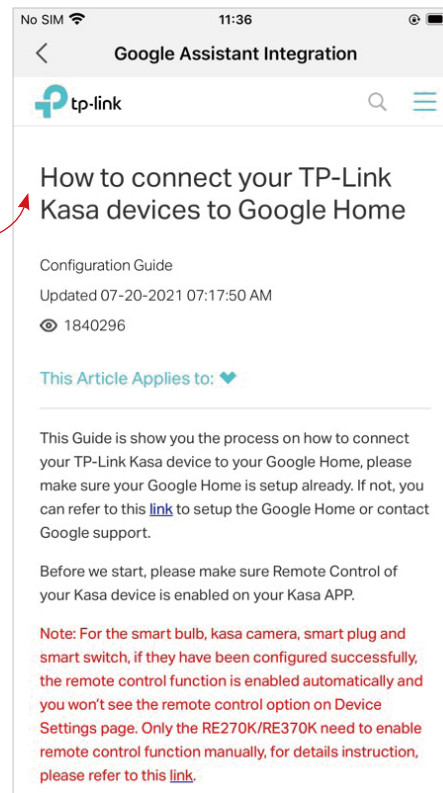 No SIM 11:36
Google Assistant Integration
tp-link
How to connect your TP-Link
Kasa devices to Google Home
Configuration Guide
Updated 07-20-2021 07:17:50 AM
1840296
This Article Applies to:
This Guide is show you the process on how to connect
your TP-Link Kasa device to your Google Home, please
make sure your Google Home is setup already. If not, you
can refer to this link to setup the Google Home or contact
Google support.
Before we start, please make sure Remote Control of
your Kasa device is enabled on your Kasa APP.
Note: For the smart bulb, kasa camera, smart plug and
smart switch, if they have been configured successfully,
the remote control function is enabled automatically and
you won't see the remote control option on Device
Settings page. Only the RE270K/RE370K need to enable
remote control function manually, for details instruction,
please refer to this link.